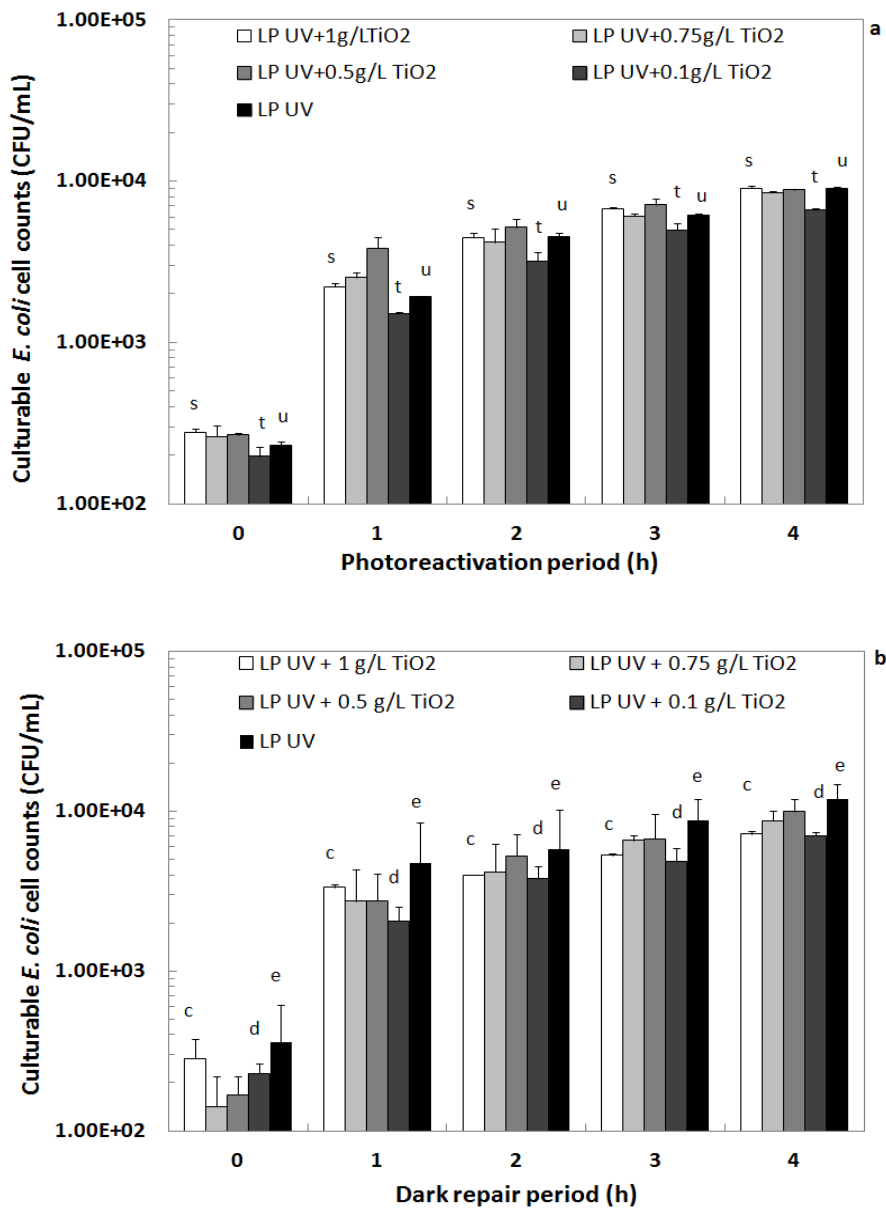 1.00E+05
a
LP UV+1g/LTiO2
LP UV+0.75g/L TiO2
LP UV+0.5g/L TiO2
LP UV+0.1g/L TiO2
LP UV
Culturable E. coli cell counts (CFU/mL)
1.00E+04
1.00E+03
1.00E+02
s t u
s t u
s t u
s t u
s t u
0 1 2 3 4
Photoreactivation period (h)
1.00E+05
b
LP UV + 1 g/L TiO2
LP UV + 0.75 g/L TiO2
LP UV + 0.5 g/L TiO2
LP UV + 0.1 g/L TiO2
LP UV
Culturable E. coli cell counts (CFU/mL)
1.00E+04
1.00E+03
1.00E+02
c d e
c d e
c d e
c d e
c d e
0 1 2 3 4
Dark repair period (h)